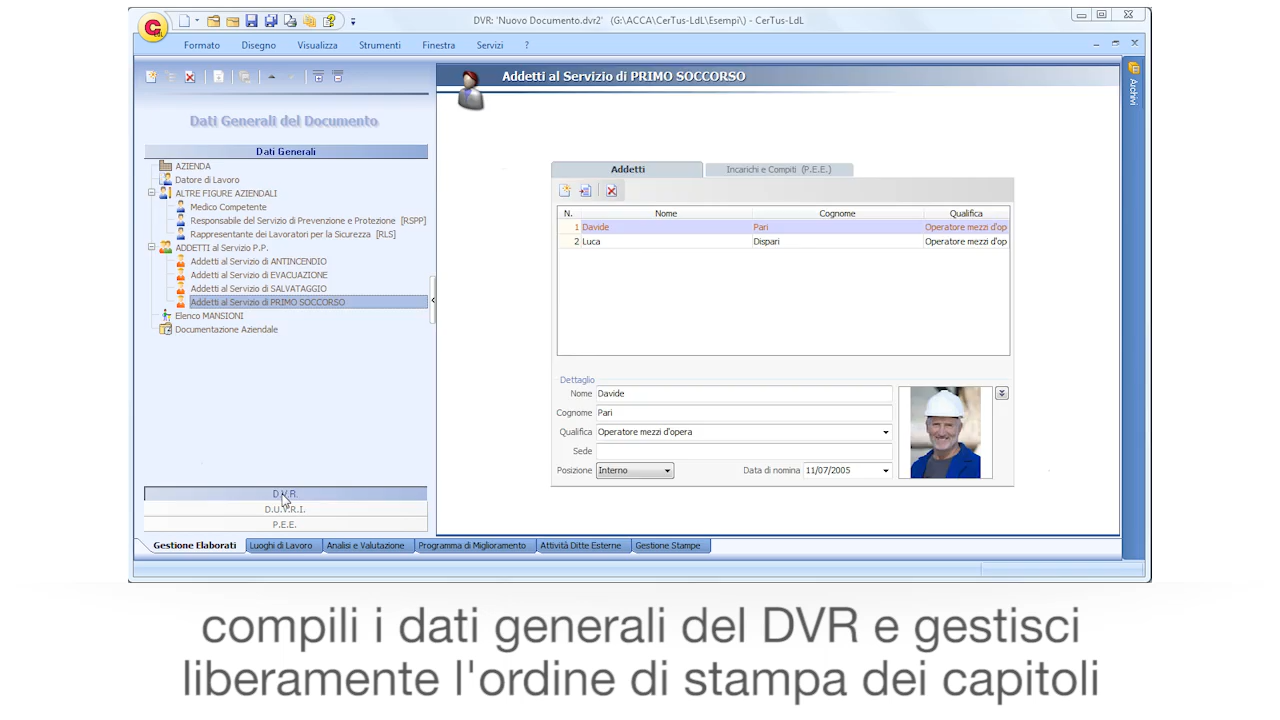 DVR: 'Nuovo Documento.dvr2' (G:\ACCA\CerTus-LdL\Esempi\) - CerTus-LdL
Formato Disegno Visualizza Strumenti Finestra Servizi ?
Addetti al Servizio di PRIMO SOCCORSO
Archivi
Dati Generali del Documento
Dati Generali
AZIENDA
Datore di Lavoro
ALTRE FIGURE AZIENDALI
Medico Competente
Responsabile del Servizio di Prevenzione e Protezione [RSPP]
Rappresentante dei Lavoratori per la Sicurezza [RLS]
ADDETTI al Servizio P.P.
Addetti al Servizio di ANTINCENDIO
Addetti al Servizio di EVACUAZIONE
Addetti al Servizio di SALVATAGGIO
Addetti al Servizio di PRIMO SOCCORSO
Elenco MANSIONI
Documentazione Aziendale
Addetti Incarichi e Compiti (P.E.E.)
N. Nome Cognome Qualifica
1 Davide Pari Operatore mezzi d'op
2 Luca Dispari Operatore mezzi d'op
Dettaglio
Nome Davide
Cognome Pari
Qualifica Operatore mezzi d'opera
Sede
Posizione Interno Data di nomina 11/07/2005
D.V.R.
D.U.V.R.I.
P.E.E.
Gestione Elaborati Luoghi di Lavoro Analisi e Valutazione Programma di Miglioramento Attività Ditte Esterne Gestione Stampe
compili i dati generali del DVR e gestisci
liberamente l'ordine di stampa dei capitoli